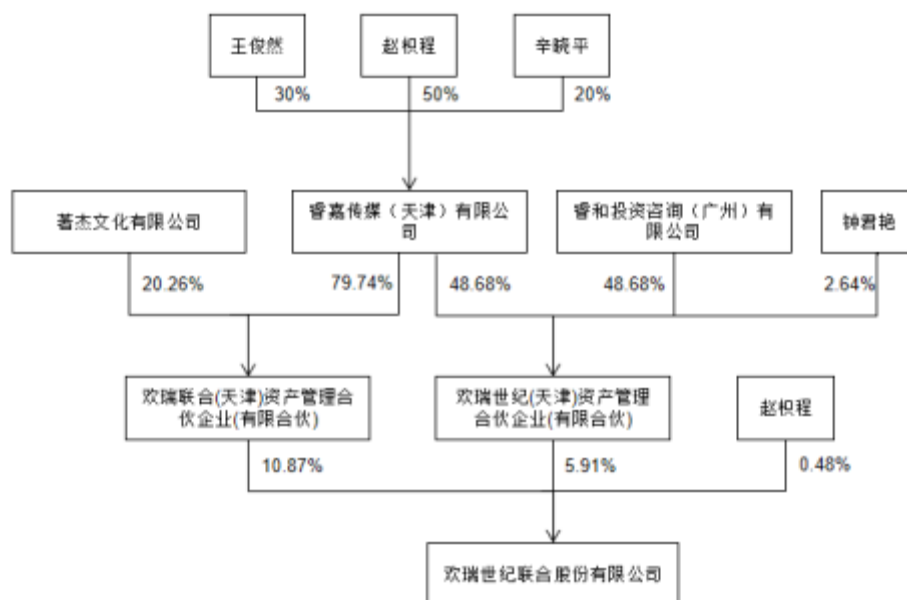 王俊然
赵枳程
辛晓平
30%
50%
20%
著杰文化有限公司
睿嘉传媒（天津）有限公
司
睿和投资咨询（广州）有
限公司
钟君艳
20.26%
79.74%
48.68%
48.68%
2.64%
欢瑞联合(天津)资产管理合
伙企业(有限合伙)
欢瑞世纪(天津)资产管理
合伙企业(有限合伙)
赵枳程
10.87%
5.91%
0.48%
欢瑞世纪联合股份有限公司